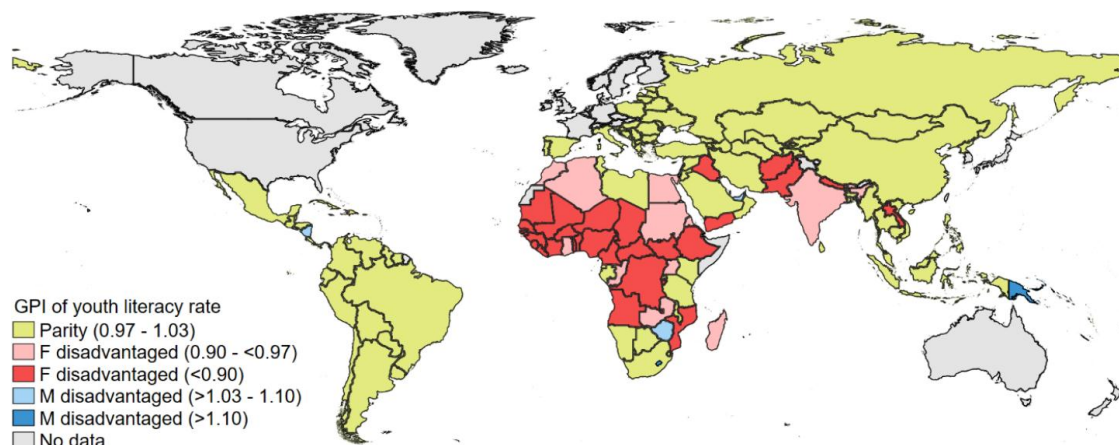 GPI of youth literacy rate
Parity (0.97 - 1.03)
F disadvantaged (0.90 - <0.97)
F disadvantaged (<0.90)
M disadvantaged (>1.03 - 1.10)
M disadvantaged (>1.10)
No data